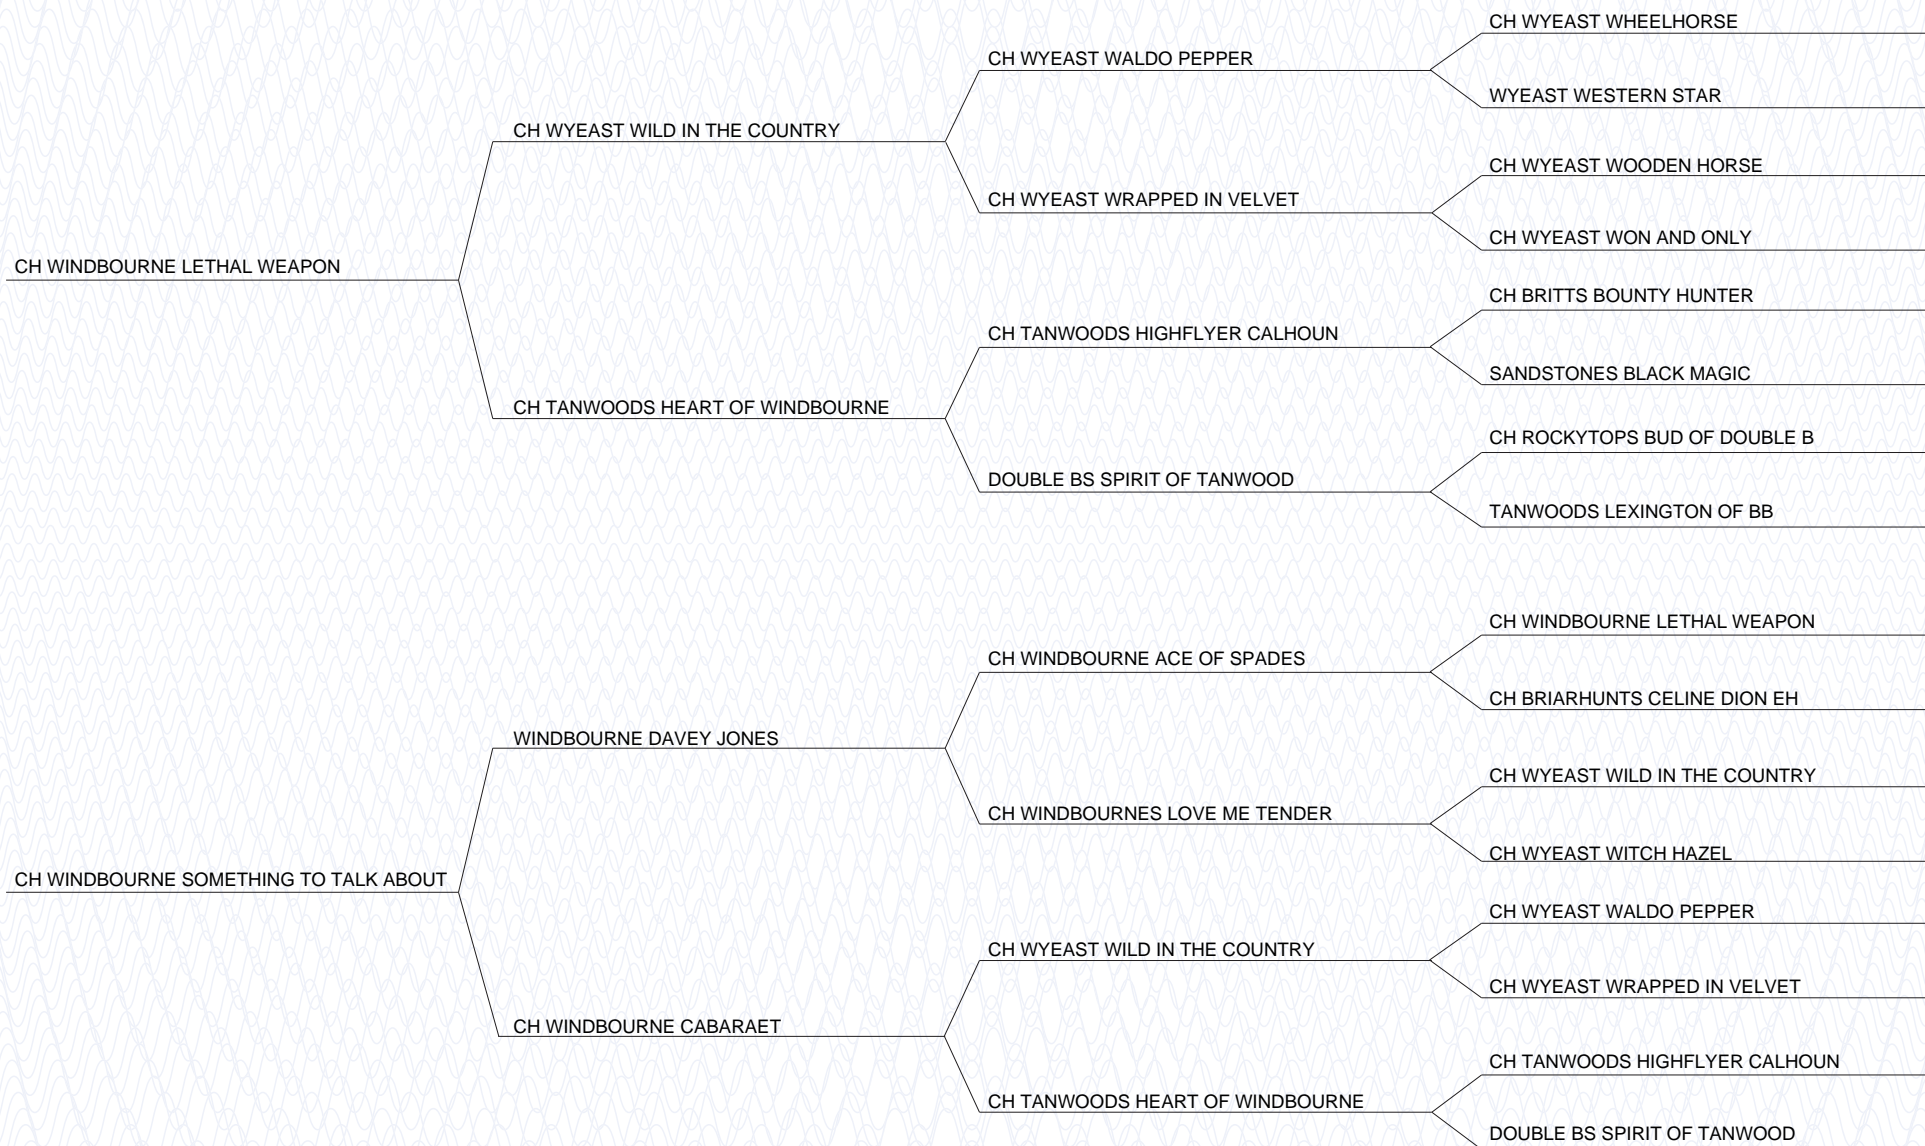 CH WYEAST WHEELHORSE
CH WYEAST WALDO PEPPER
WYEAST WESTERN STAR
CH WYEAST WILD IN THE COUNTRY
CH WYEAST WOODEN HORSE
CH WYEAST WRAPPED IN VELVET
CH WYEAST WON AND ONLY
CH WINDBOURNE LETHAL WEAPON
CH BRITTS BOUNTY HUNTER
CH TANWOODS HIGHFLYER CALHOUN
SANDSTONES BLACK MAGIC
CH TANWOODS HEART OF WINDBOURNE
CH ROCKYTOPS BUD OF DOUBLE B
DOUBLE BS SPIRIT OF TANWOOD
TANWOODS LEXINGTON OF BB
CH WINDBOURNE LETHAL WEAPON
CH WINDBOURNE ACE OF SPADES
CH BRIARHUNTS CELINE DION EH
WINDBOURNE DAVEY JONES
CH WYEAST WILD IN THE COUNTRY
CH WINDBOURNES LOVE ME TENDER
CH WYEAST WITCH HAZEL
CH WINDBOURNE SOMETHING TO TALK ABOUT
CH WYEAST WALDO PEPPER
CH WYEAST WILD IN THE COUNTRY
CH WYEAST WRAPPED IN VELVET
CH WINDBOURNE CABARAET
CH TANWOODS HIGHFLYER CALHOUN
CH TANWOODS HEART OF WINDBOURNE
DOUBLE BS SPIRIT OF TANWOOD